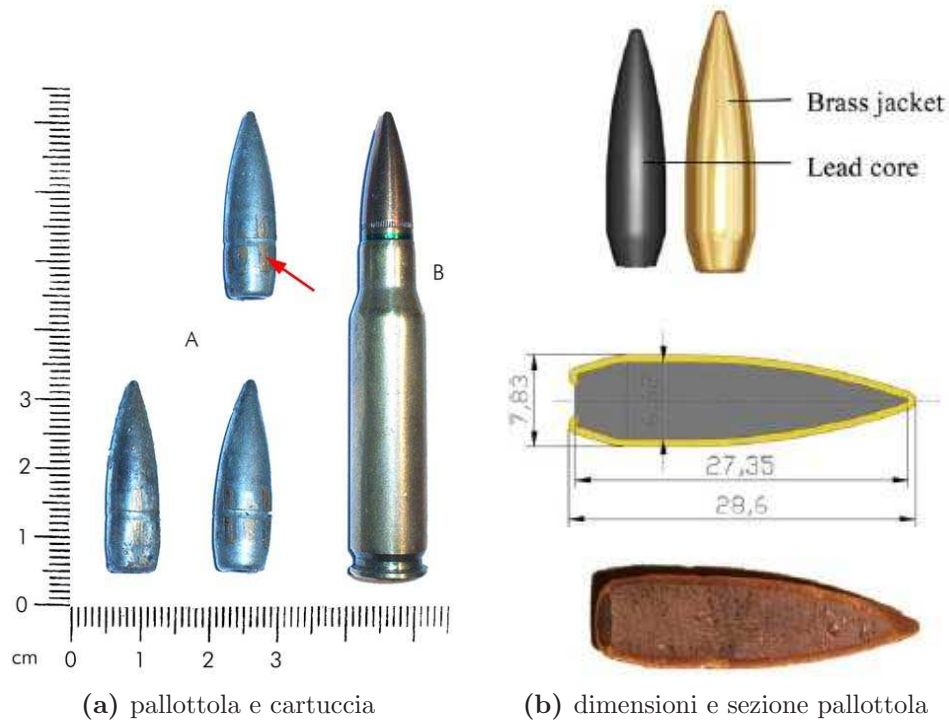 A
B
3
2
1
0
cm 0 1 2 3
(a) pallottola e cartuccia
Brass jacket
Lead core
7,83
27,35
28,6
(b) dimensioni e sezione pallottola